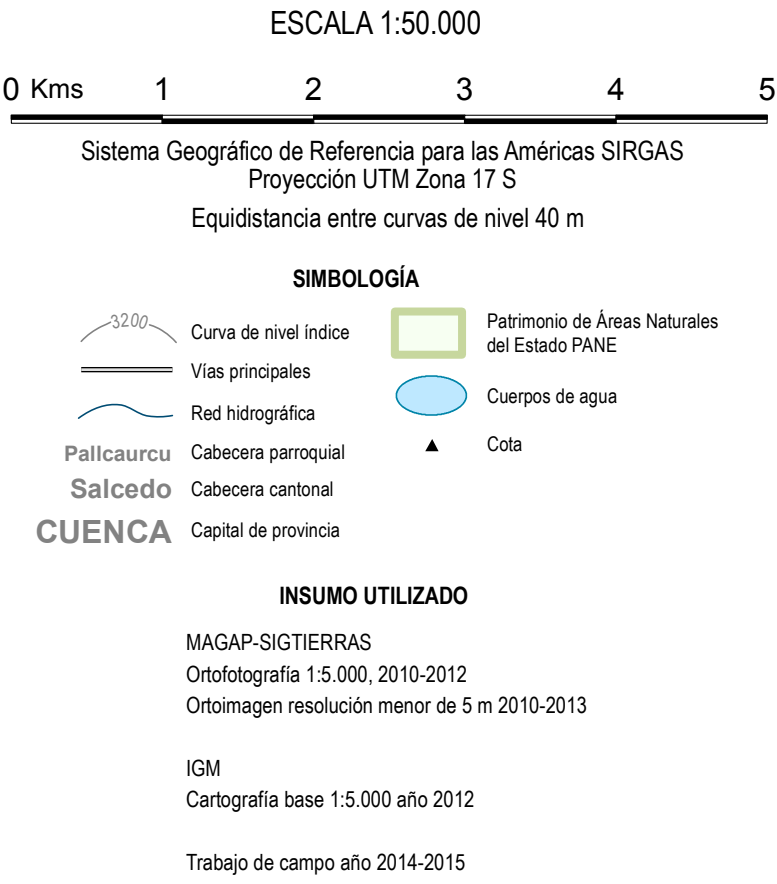 ESCALA 1:50.000
0 Kms 1 2 3 4 5
Sistema Geográfico de Referencia para las Américas SIRGAS
Proyección UTM Zona 17 S
Equidistancia entre curvas de nivel 40 m
SIMBOLOGÍA
3200 Curva de nivel índice
Vías principales
Red hidrográfica
Pallcaurcu Cabecera parroquial
Salcedo Cabecera cantonal
CUENCA Capital de provincia
Patrimonio de Áreas Naturales
del Estado PANE
Cuerpos de agua
Cota
INSUMO UTILIZADO
MAGAP-SIGTIERRAS
Ortofotografía 1:5.000, 2010-2012
Ortoimagen resolución menor de 5 m 2010-2013
IGM
Cartografía base 1:5.000 año 2012
Trabajo de campo año 2014-2015